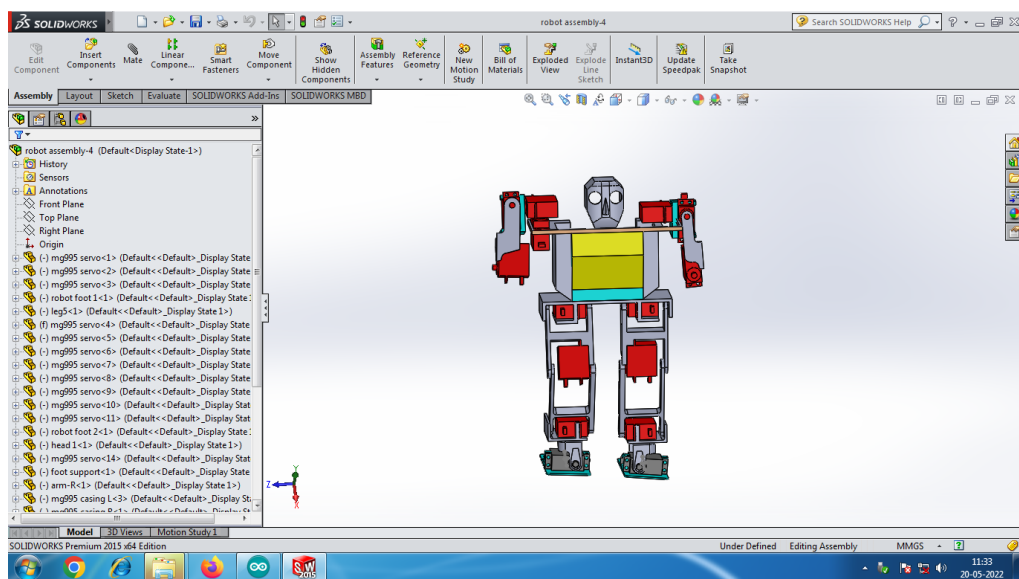 SOLIDWORKS
robot assembly-4
Search SOLIDWORKS Help
Edit Component
Insert Components
Mate
Linear Compone...
Smart Fasteners
Move Component
Show Hidden Components
Assembly Features
Reference Geometry
New Motion Study
Bill of Materials
Exploded View
Explode Line Sketch
Instant3D
Update Speedpak
Take Snapshot
Assembly Layout Sketch Evaluate SOLIDWORKS Add-Ins SOLIDWORKS MBD
robot assembly-4 (Default<Display State-1>)
History
Sensors
Annotations
Front Plane
Top Plane
Right Plane
Origin
(-) mg995 servo<1> (Default<<Default>_Display State
(-) mg995 servo<2> (Default<<Default>_Display State
(-) mg995 servo<3> (Default<<Default>_Display State
(-) robot foot 1<1> (Default<<Default>_Display State
(-) leg5<1> (Default<<Default>_Display State 1>)
(f) mg995 servo<4> (Default<<Default>_Display State
(-) mg995 servo<5> (Default<<Default>_Display State
(-) mg995 servo<6> (Default<<Default>_Display State
(-) mg995 servo<7> (Default<<Default>_Display State
(-) mg995 servo<8> (Default<<Default>_Display State
(-) mg995 servo<9> (Default<<Default>_Display State
(-) mg995 servo<10> (Default<<Default>_Display Stat
(-) mg995 servo<11> (Default<<Default>_Display Stat
(-) robot foot 2<1> (Default<<Default>_Display State
(-) head 1<1> (Default<<Default>_Display State 1>)
(-) mg995 servo<14> (Default<<Default>_Display Stat
(-) foot support<1> (Default<<Default>_Display State
(-) arm-R<1> (Default<<Default>_Display State 1>)
(-) mg995 casing L<3> (Default<<Default>_Display St
Y
Z
X
Model 3D Views Motion Study 1
SOLIDWORKS Premium 2015 x64 Edition
Under Defined Editing Assembly MMGS
11:33
20-05-2022